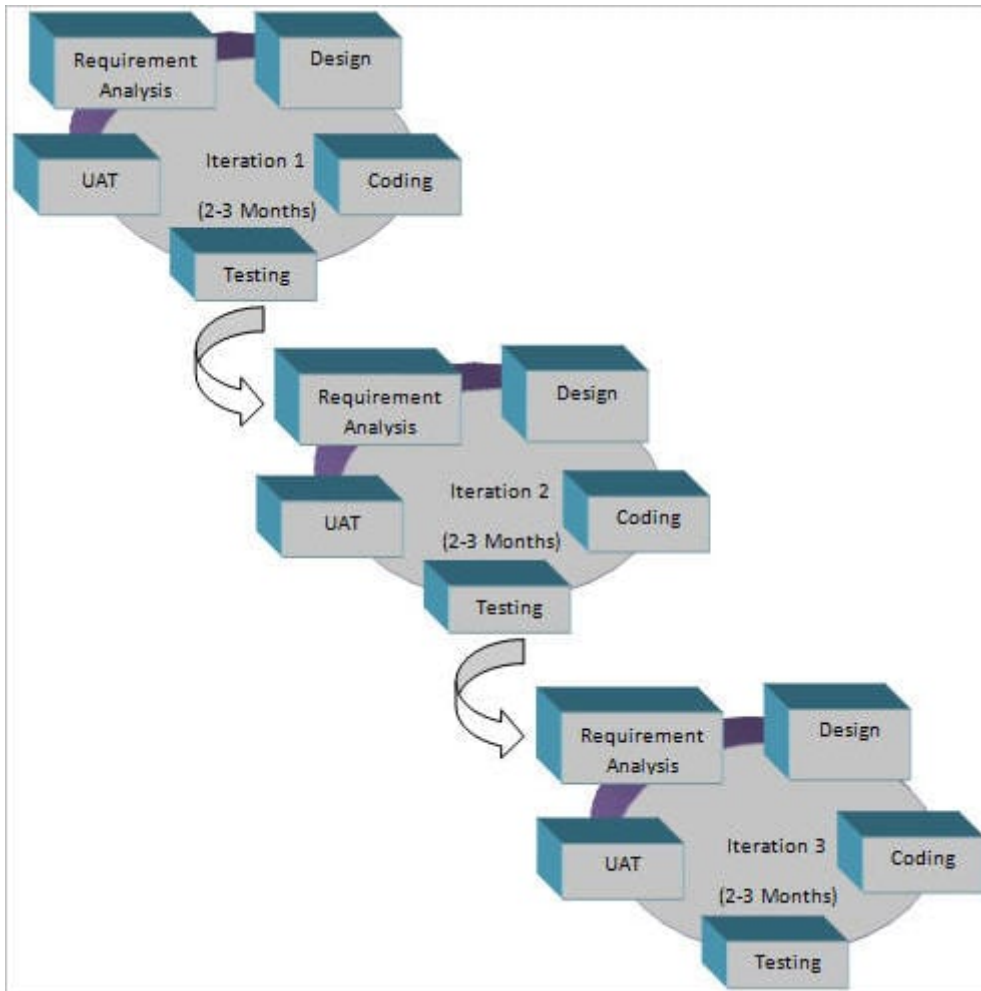 Requirement
Analysis
Design
UAT
Iteration 1
(2-3 Months)
Coding
Testing
Requirement
Analysis
Design
UAT
Iteration 2
(2-3 Months)
Coding
Testing
Requirement
Analysis
Design
UAT
Iteration 3
(2-3 Months)
Coding
Testing